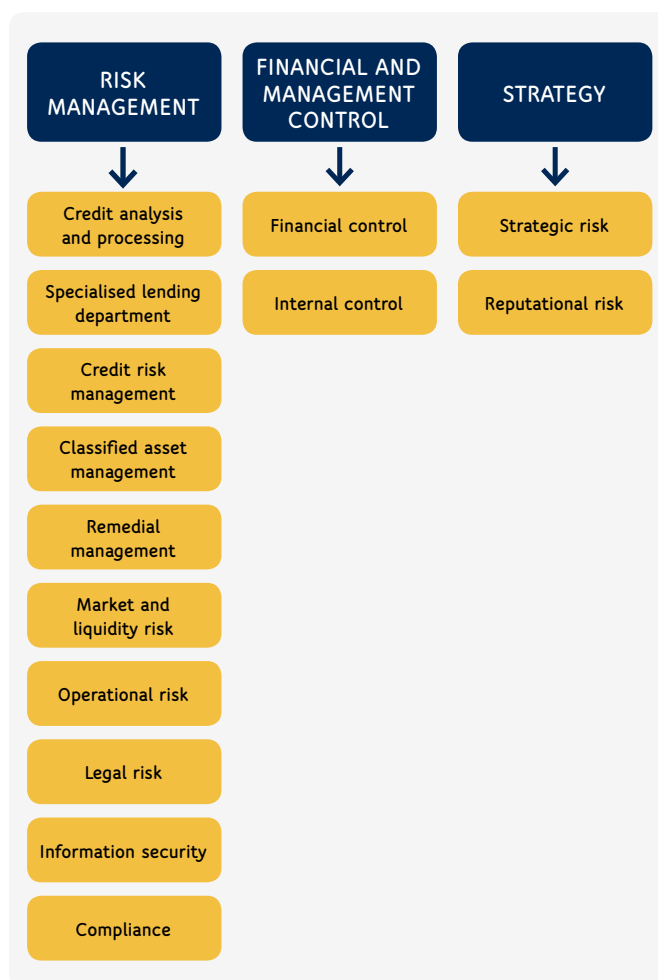 RISK
MANAGEMENT
FINANCIAL AND
MANAGEMENT
CONTROL
STRATEGY
Credit analysis
and processing
Specialised lending
department
Credit risk
management
Classified asset
management
Remedial
management
Market and
liquidity risk
Operational risk
Legal risk
Information security
Compliance
Financial control
Internal control
Strategic risk
Reputational risk